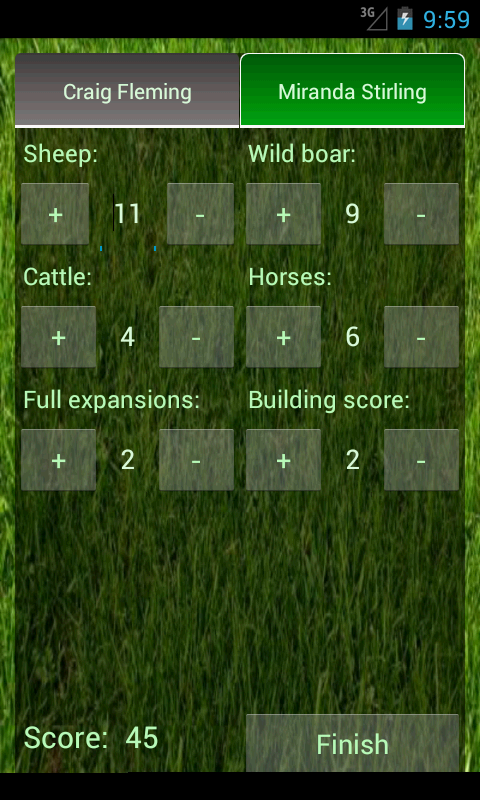 3G 9:59
Craig Fleming Miranda Stirling
Sheep: Wild boar:
+ 11 - + 9 -
Cattle: Horses:
+ 4 - + 6 -
Full expansions: Building score:
+ 2 - + 2 -
Score: 45 Finish